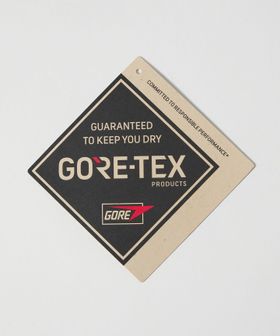 COMMITTED TO RESPONSIBLE PERFORMANCE
GUARANTEED
TO KEEP YOU DRY
GORE-TEX
PRODUCTS
GORE